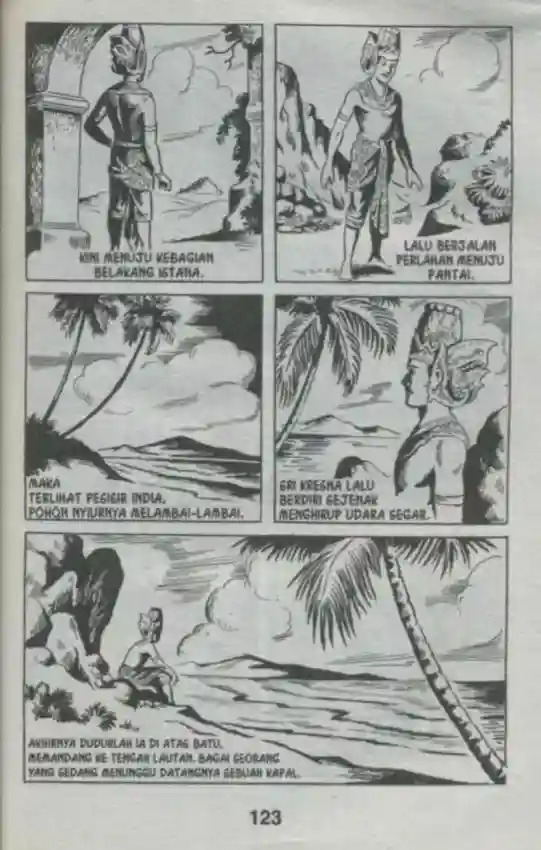 KINI MENUJU KEBAGIAN
BELAKANG ISTANA.
LALU BERJALAN
PERLAHAN MENUJU
PANTAI.
MAKA
TERLIHAT PESISIR INDIA.
POHON NYIURNYA MELAMBAI-LAMBAI.
SRI KRESNA LALU
BERDIRI SEJENAK
MENGHIRUP UDARA SEGAR.
AKHIRNYA DUDUKLAH IA DI ATAS BATU.
MEMANDANG KE TENGAH LAUTAN. BAGAI SEORANG
YANG SEDANG MENUNGGU DATANGNYA SEBUAH KAPAL.
123